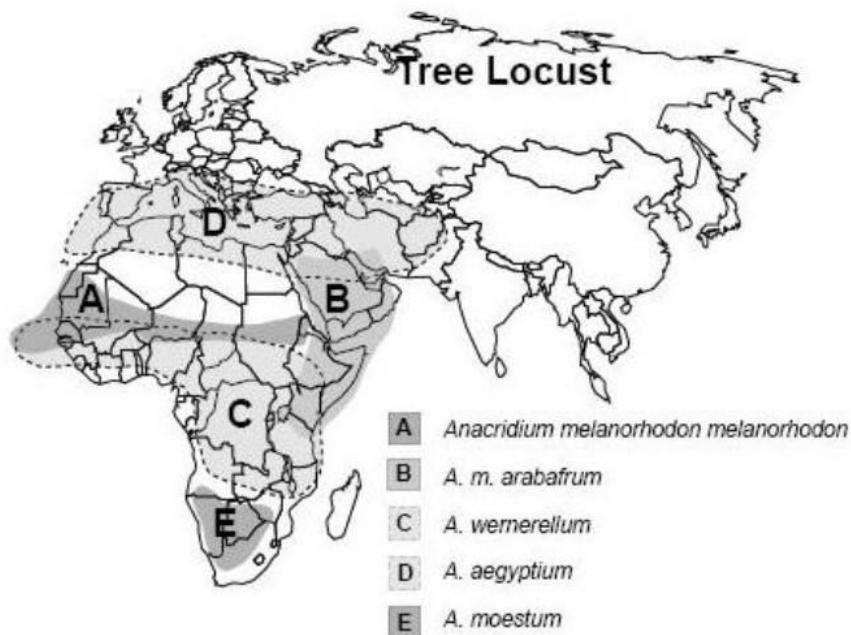 Tree Locust
D
A
B
C
E
A Anacridium melanorhodon melanorhodon
B A. m. arabafrum
C A. wernerellum
D A. aegyptium
E A. moestum